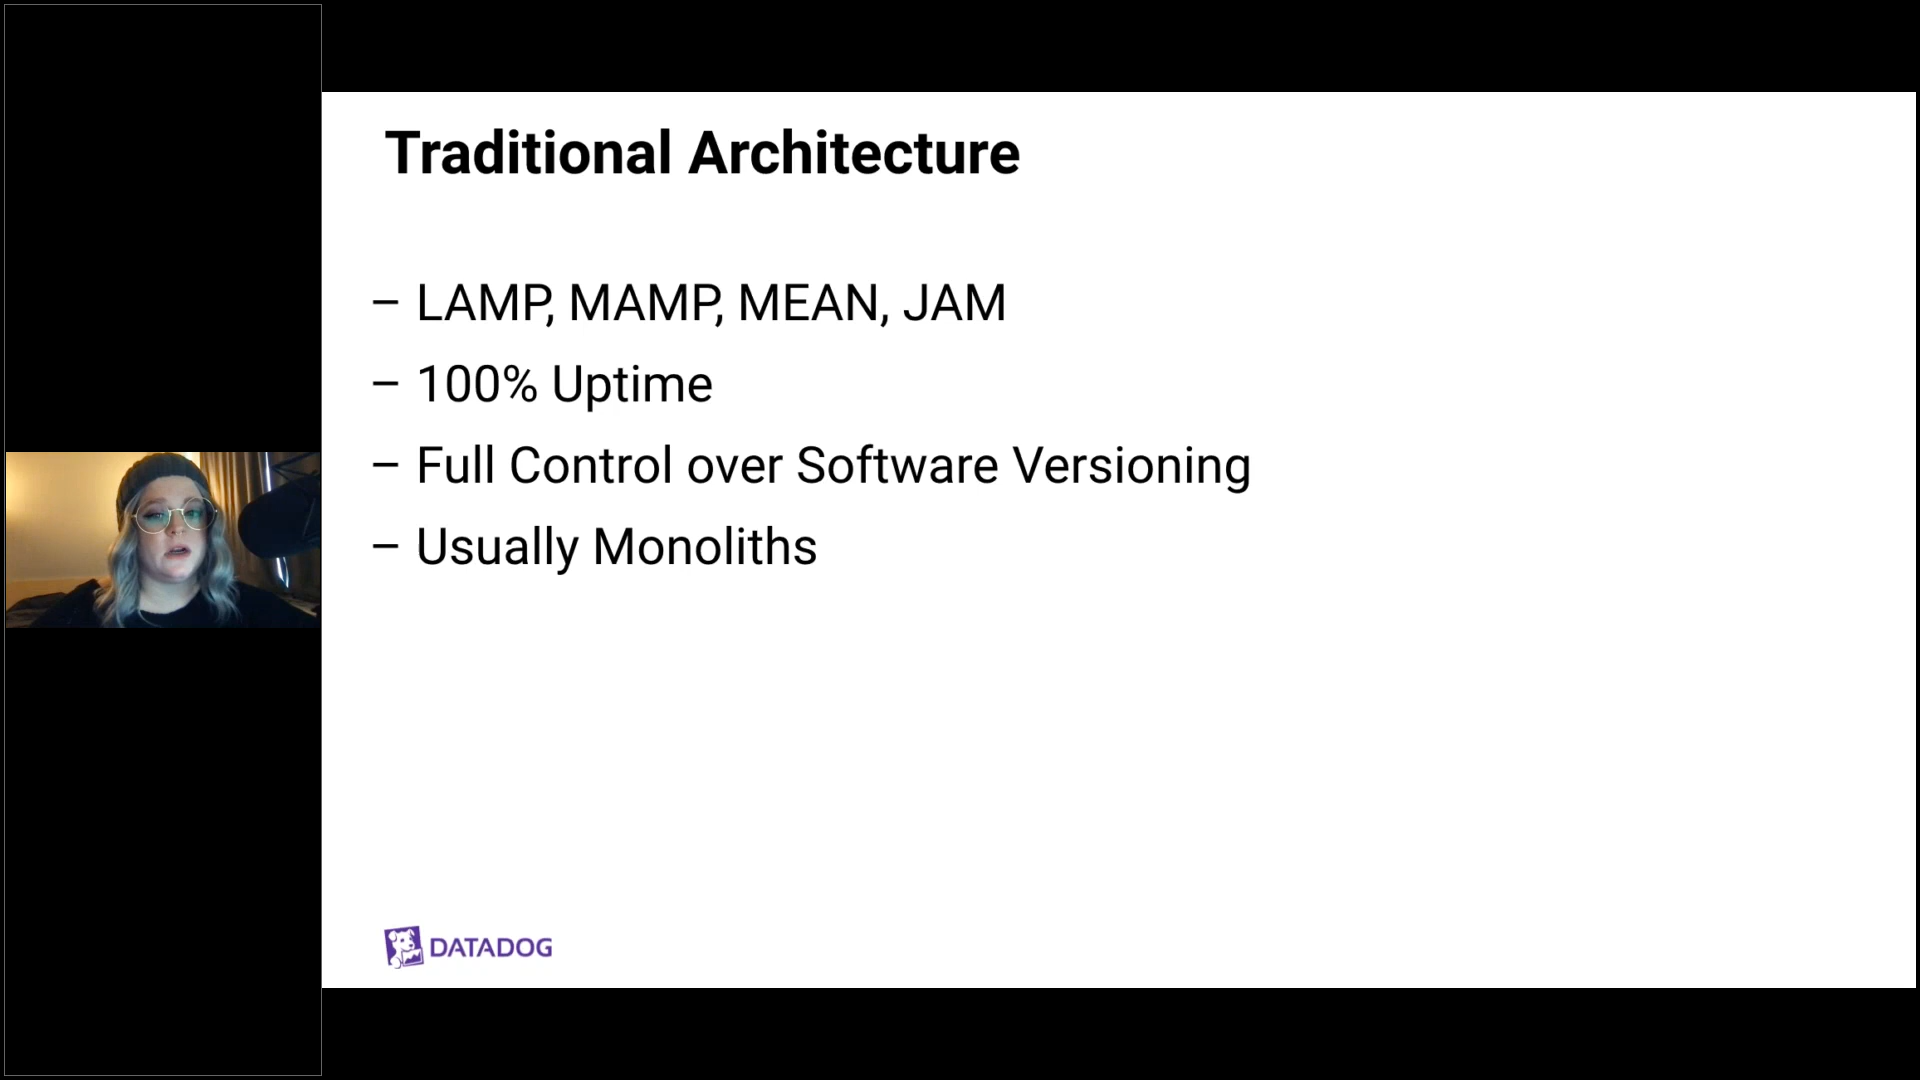 Traditional Architecture
– LAMP, MAMP, MEAN, JAM
– 100% Uptime
– Full Control over Software Versioning
– Usually Monoliths
DATADOG